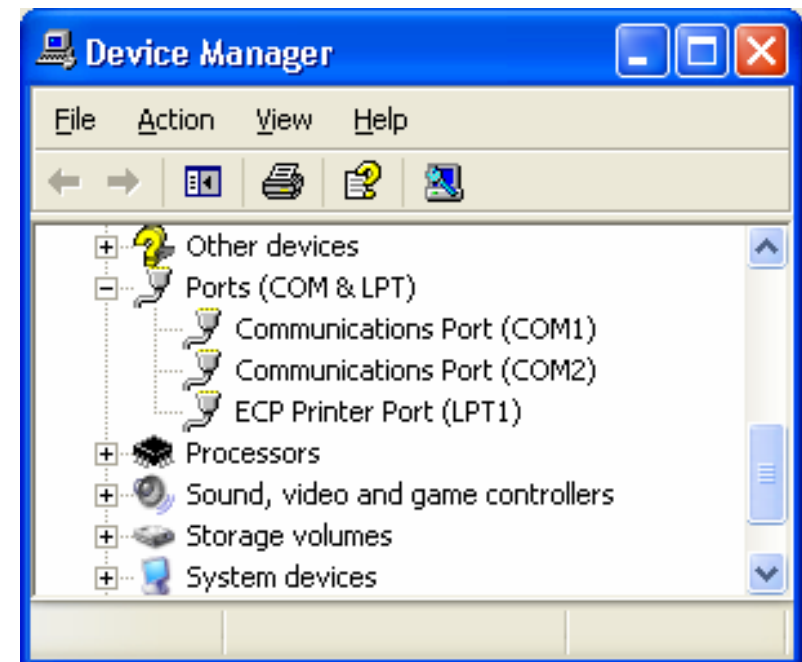 Device Manager
File Action View Help
Other devices
Ports (COM & LPT)
Communications Port (COM1)
Communications Port (COM2)
ECP Printer Port (LPT1)
Processors
Sound, video and game controllers
Storage volumes
System devices